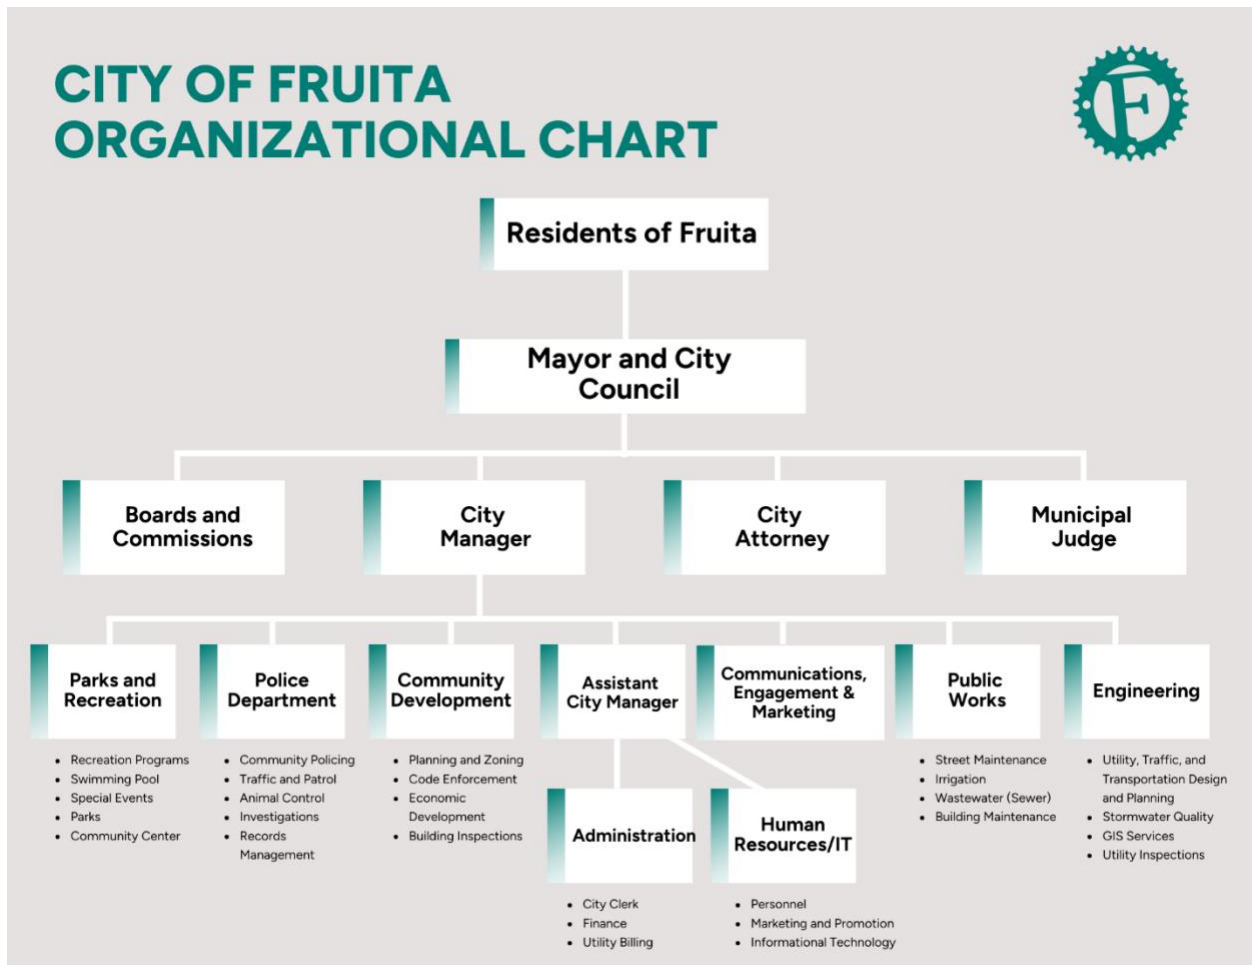 CITY OF FRUITA
ORGANIZATIONAL CHART
F
Residents of Fruita
Mayor and City
Council
Boards and
Commissions
City
Manager
City
Attorney
Municipal
Judge
Parks and
Recreation
Police
Department
Community
Development
Assistant
City Manager
Communications,
Engagement &
Marketing
Public
Works
Engineering
• Recreation Programs
• Swimming Pool
• Special Events
• Parks
• Community Center
• Community Policing
• Traffic and Patrol
• Animal Control
• Investigations
• Records
Management
• Planning and Zoning
• Code Enforcement
• Economic
Development
• Building Inspections
Administration
Human
Resources/IT
• City Clerk
• Finance
• Utility Billing
• Personnel
• Marketing and Promotion
• Informational Technology
• Street Maintenance
• Irrigation
• Wastewater (Sewer)
• Building Maintenance
• Utility, Traffic, and
Transportation Design
and Planning
• Stormwater Quality
• GIS Services
• Utility Inspections